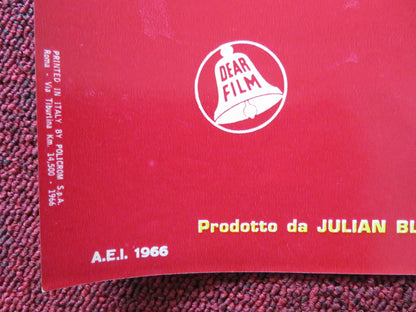 DEAR
FILM
PRINTED IN ITALY BY POLICROM S.p.A.
Roma - Via Tiburtina Km. 14,500 - 1966
Prodotto da JULIAN BL
A.E.I. 1966